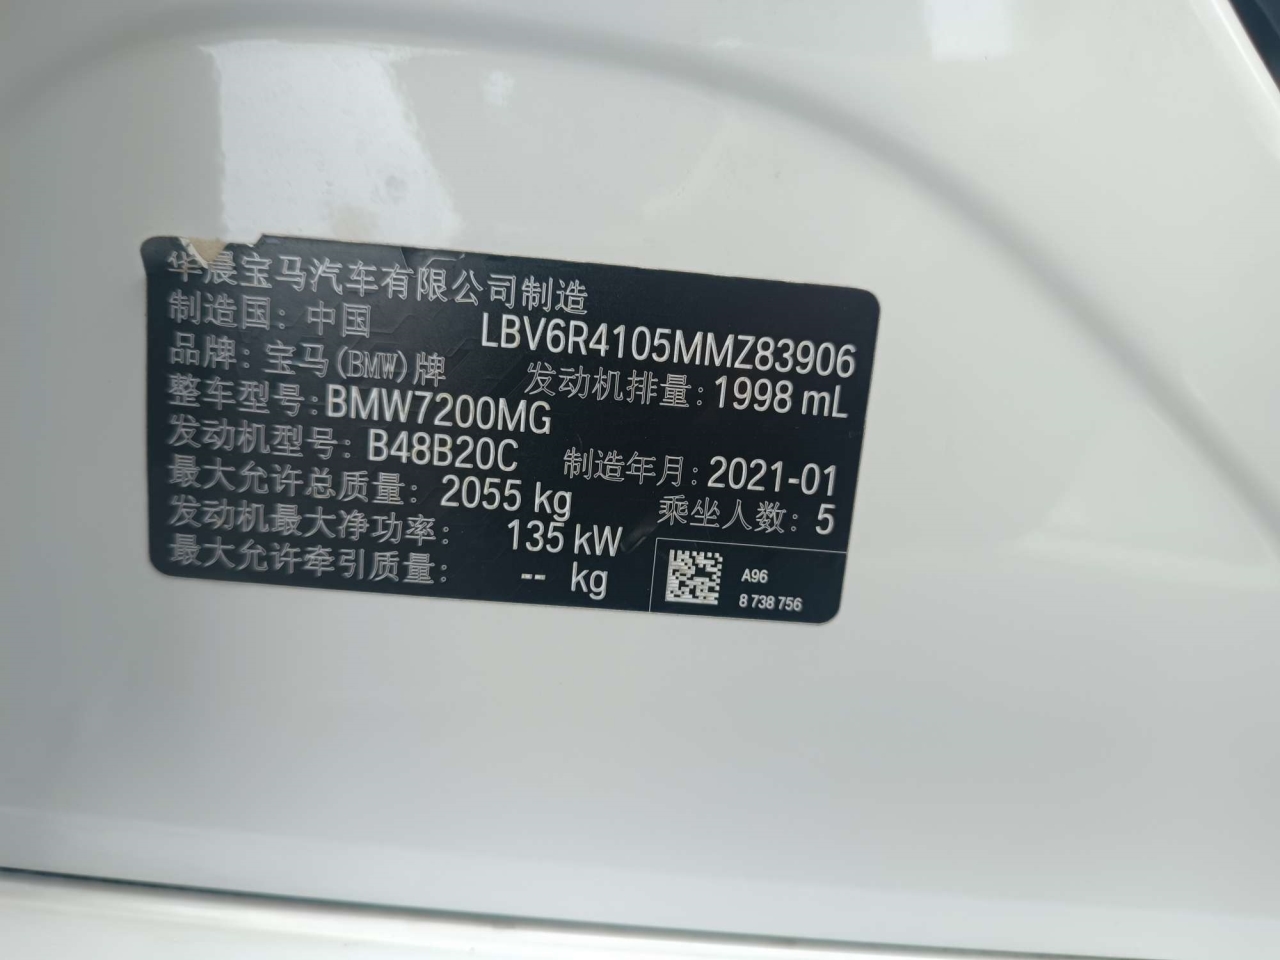 华晨宝马汽车有限公司制造
制造国: 中国 LBV6R4105MMZ83906
品牌: 宝马(BMW)牌 发动机排量: 1998 mL
整车型号: BMW7200MG
发动机型号: B48B20C 制造年月: 2021-01
最大允许总质量: 2055 kg 乘坐人数: 5
发动机最大净功率: 135 kW
最大允许牵引质量: -- kg
A96
8 738 756